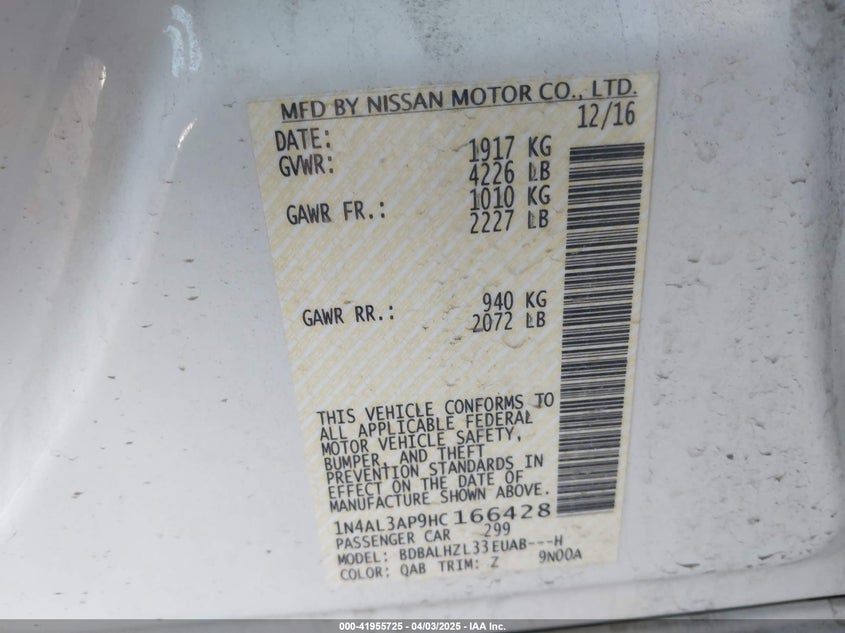 MFD BY NISSAN MOTOR CO., LTD.
DATE: 12/16
GVWR: 1917 KG
4226 LB
GAWR FR.: 1010 KG
2227 LB
GAWR RR.: 940 KG
2072 LB
THIS VEHICLE CONFORMS TO
ALL APPLICABLE FEDERAL
MOTOR VEHICLE SAFETY,
BUMPER, AND THEFT
PREVENTION STANDARDS IN
EFFECT ON THE DATE OF
MANUFACTURE SHOWN ABOVE.
1N4AL3AP9HC 166428
PASSENGER CAR 299
MODEL: BDBALHZL33EUAB---H
COLOR: QAB TRIM: Z 9N00A
000-41955725 - 04/03/2025 - IAA Inc.